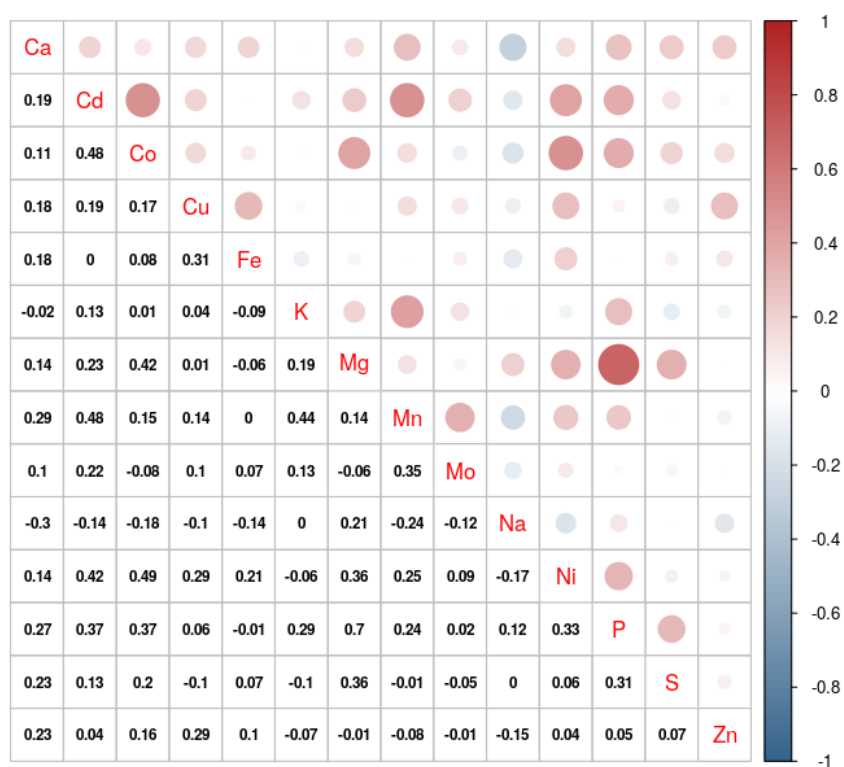 Ca
0.19 Cd
0.11 0.48 Co
0.18 0.19 0.17 Cu
0.18 0 0.08 0.31 Fe
-0.02 0.13 0.01 0.04 -0.09 K
0.14 0.23 0.42 0.01 -0.06 0.19 Mg
0.29 0.48 0.15 0.14 0 0.44 0.14 Mn
0.1 0.22 -0.08 0.1 0.07 0.13 -0.06 0.35 Mo
-0.3 -0.14 -0.18 -0.1 -0.14 0 0.21 -0.24 -0.12 Na
0.14 0.42 0.49 0.29 0.21 -0.06 0.36 0.25 0.09 -0.17 Ni
0.27 0.37 0.37 0.06 -0.01 0.29 0.7 0.24 0.02 0.12 0.33 P
0.23 0.13 0.2 -0.1 0.07 -0.1 0.36 -0.01 -0.05 0 0.06 0.31 S
0.23 0.04 0.16 0.29 0.1 -0.07 -0.01 -0.08 -0.01 -0.15 0.04 0.05 0.07 Zn
1
0.8
0.6
0.4
0.2
0
-0.2
-0.4
-0.6
-0.8
-1